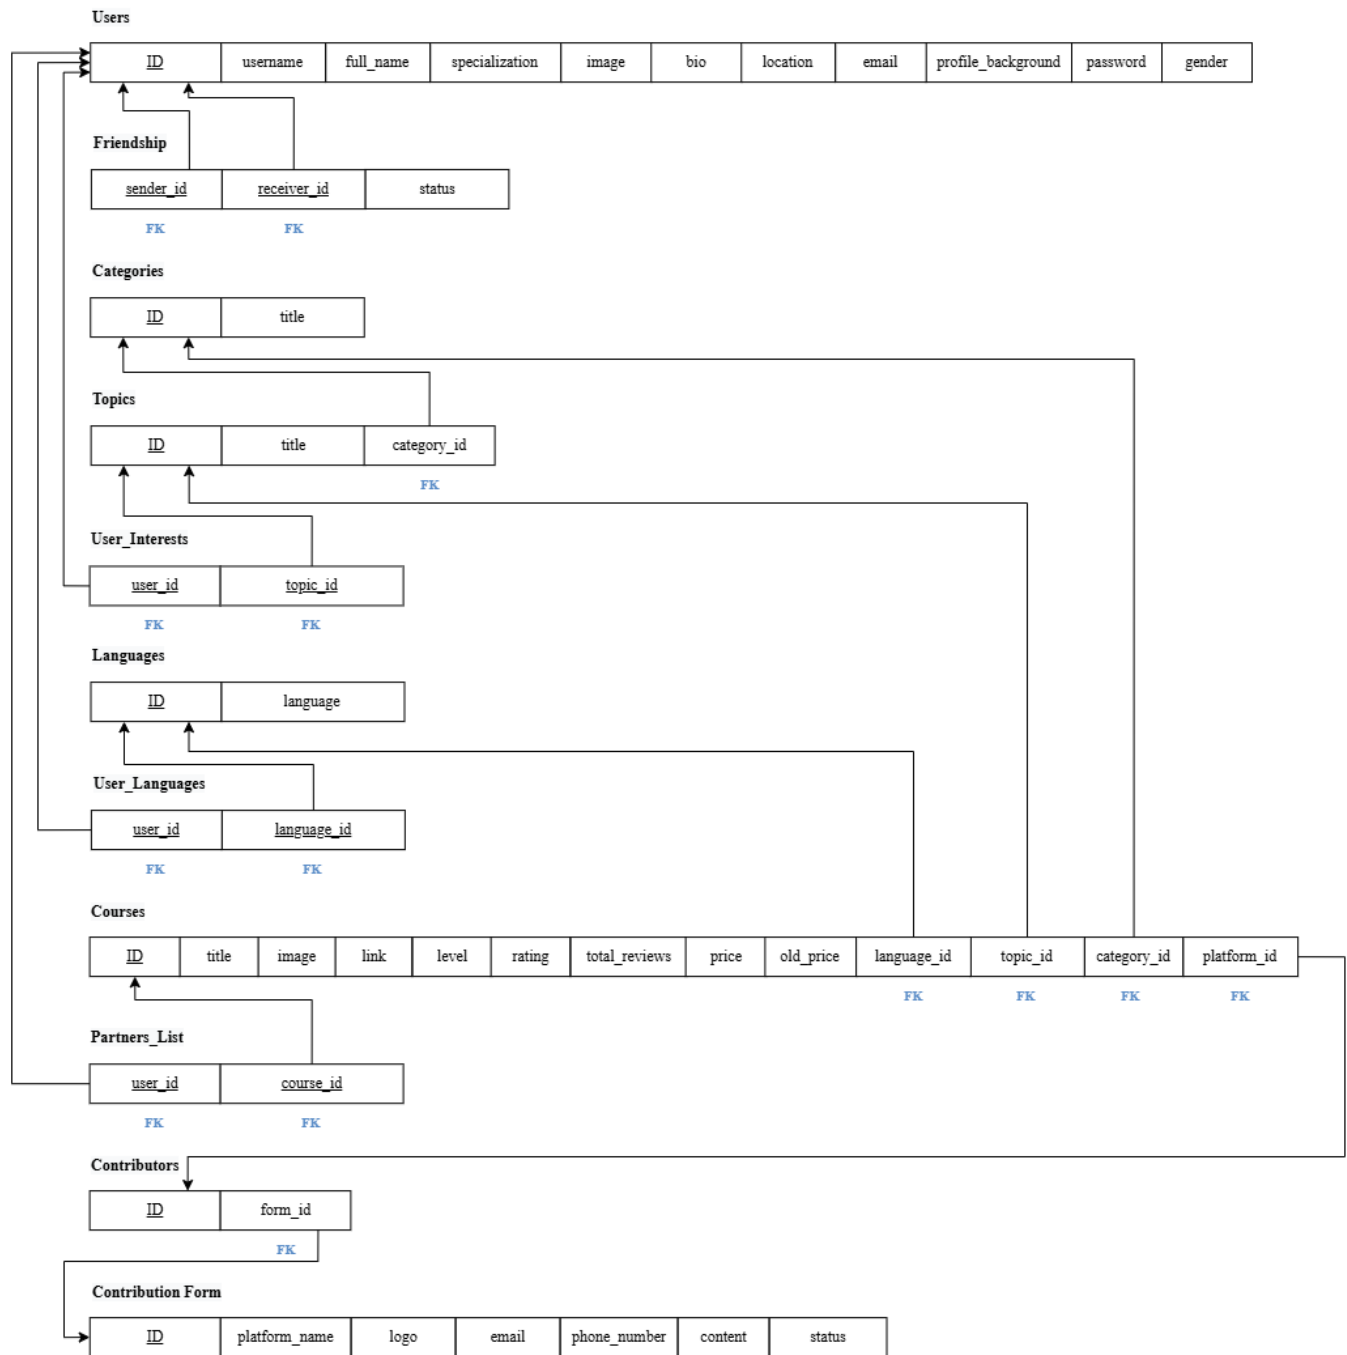 Users
ID username full_name specialization image bio location email profile_background password gender
Friendship
sender_id receiver_id status
FK FK
Categories
ID title
Topics
ID title category_id
FK
User_Interests
user_id topic_id
FK FK
Languages
ID language
User_Languages
user_id language_id
FK FK
Courses
ID title image link level rating total_reviews price old_price language_id topic_id category_id platform_id
FK FK FK FK
Partners_List
user_id course_id
FK FK
Contributors
ID form_id
FK
Contribution Form
ID platform_name logo email phone_number content status